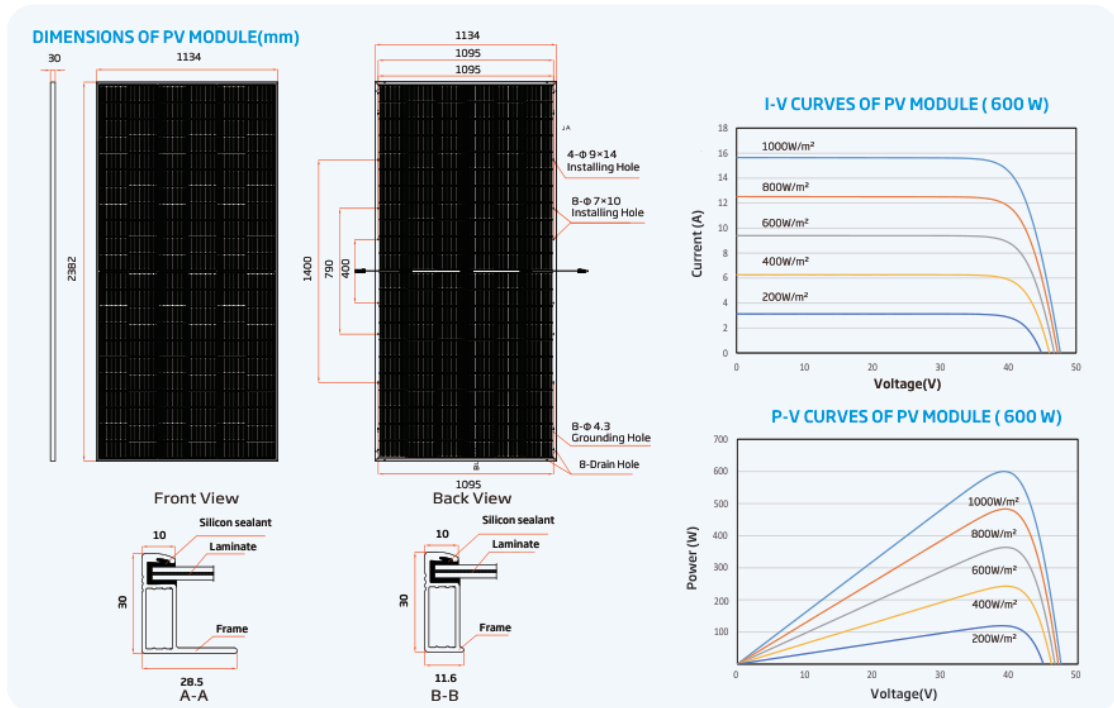 DIMENSIONS OF PV MODULE(mm)
30
1134
2382
Front View
1134
1095
1095
1400
790
400
4-Φ 9×14
Installing Hole
B-Φ 7×10
Installing Hole
B-Φ 4.3
Grounding Hole
B-Drain Hole
1095
Back View
Silicon sealant
Laminate
Frame
10
30
28.5
A-A
Silicon sealant
Laminate
Frame
10
30
11.6
B-B
I-V CURVES OF PV MODULE ( 600 W)
Current (A)
18
16
14
12
10
8
6
4
2
0
1000W/m²
800W/m²
600W/m²
400W/m²
200W/m²
0 10 20 30 40 50
Voltage(V)
P-V CURVES OF PV MODULE ( 600 W)
Power (W)
700
600
500
400
300
200
100
1000W/m²
800W/m²
600W/m²
400W/m²
200W/m²
0 10 20 30 40 50
Voltage(V)